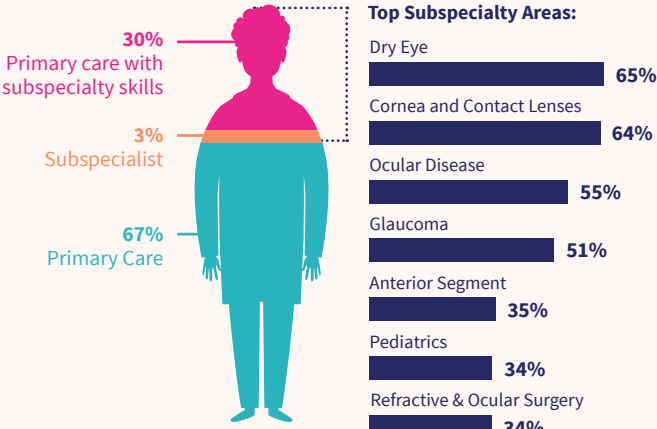 30%
Primary care with
subspecialty skills
3%
Subspecialist
67%
Primary Care
Top Subspecialty Areas:
Dry Eye
65%
Cornea and Contact Lenses
64%
Ocular Disease
55%
Glaucoma
51%
Anterior Segment
35%
Pediatrics
34%
Refractive & Ocular Surgery
34%